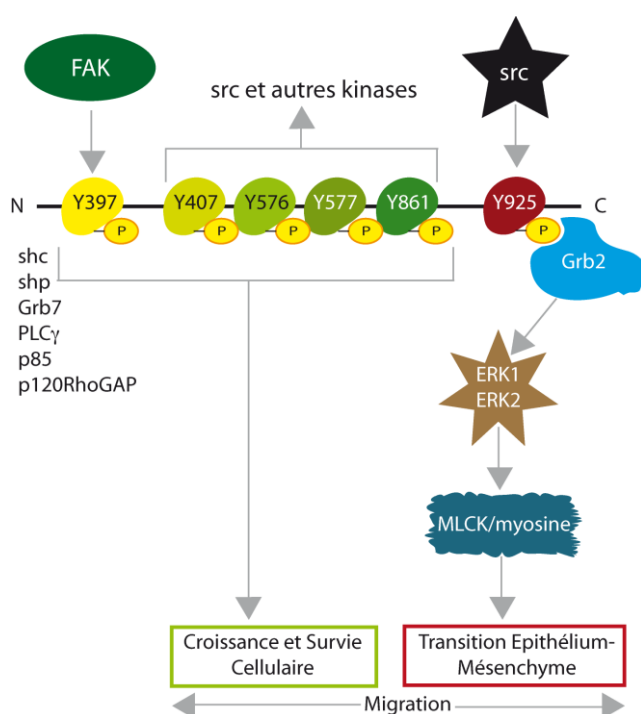 FAK
src
src et autres kinases
N
Y397
Y407
Y576
Y577
Y861
Y925
C
P
P
P
P
P
P
shc
shp
Grb7
PLCγ
p85
p120RhoGAP
Grb2
ERK1
ERK2
MLCK/myosine
Croissance et Survie
Cellulaire
Transition Epithélium-
Mésenchyme
Migration